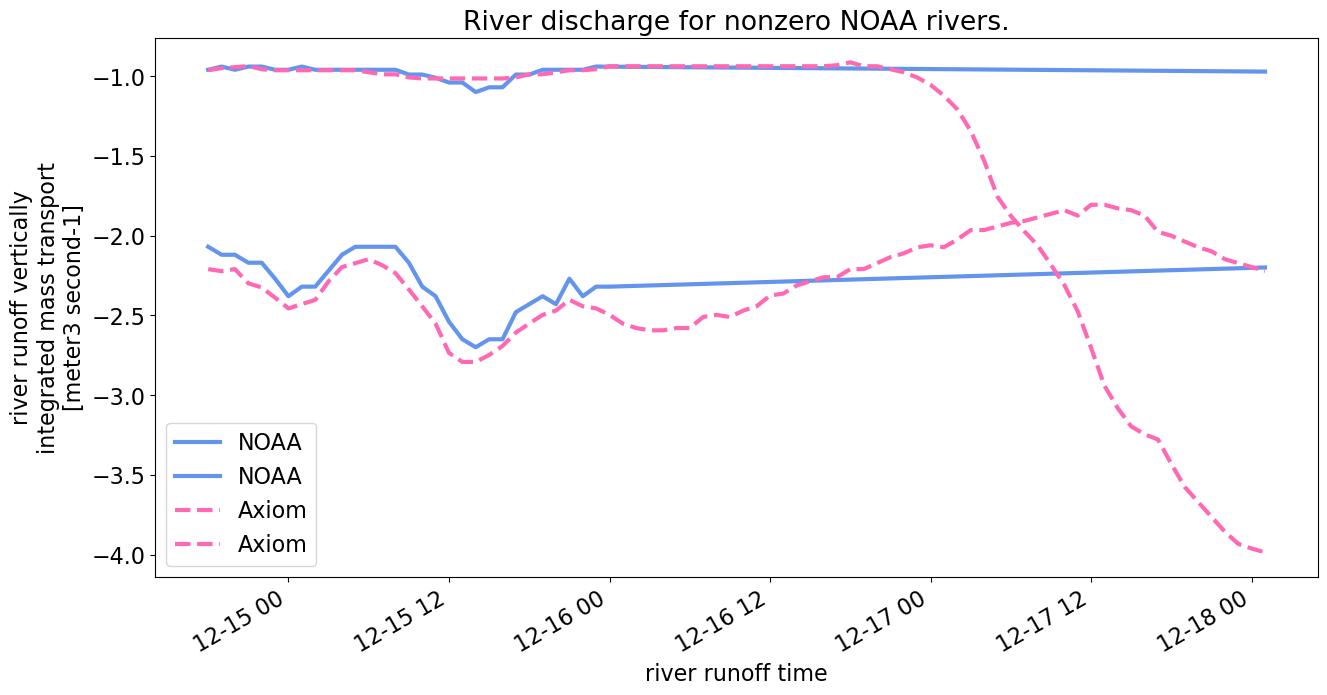 River discharge for nonzero NOAA rivers.
river runoff vertically
integrated mass transport
[meter3 second-1]
−1.0
−1.5
−2.0
−2.5
−3.0
−3.5
−4.0
NOAA
NOAA
Axiom
Axiom
12-15 00
12-15 12
12-16 00
12-16 12
12-17 00
12-17 12
12-18 00
river runoff time